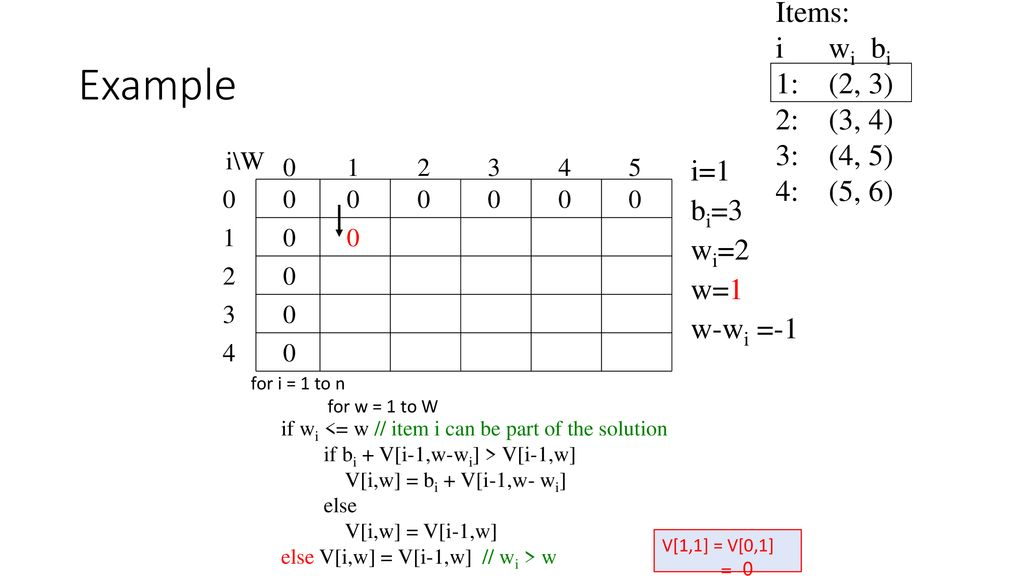 Items:
i wi bi
1: (2, 3)
2: (3, 4)
3: (4, 5)
4: (5, 6)
Example
i\W 0 1 2 3 4 5
0 0 0 0 0 0 0
1 0 0
2 0
3 0
4 0
i=1
bi=3
wi=2
w=1
w-wi =-1
for i = 1 to n
for w = 1 to W
if wi <= w // item i can be part of the solution
if bi + V[i-1,w-wi] > V[i-1,w]
V[i,w] = bi + V[i-1,w- wi]
else
V[i,w] = V[i-1,w]
else V[i,w] = V[i-1,w] // wi > w
V[1,1] = V[0,1]
= 0